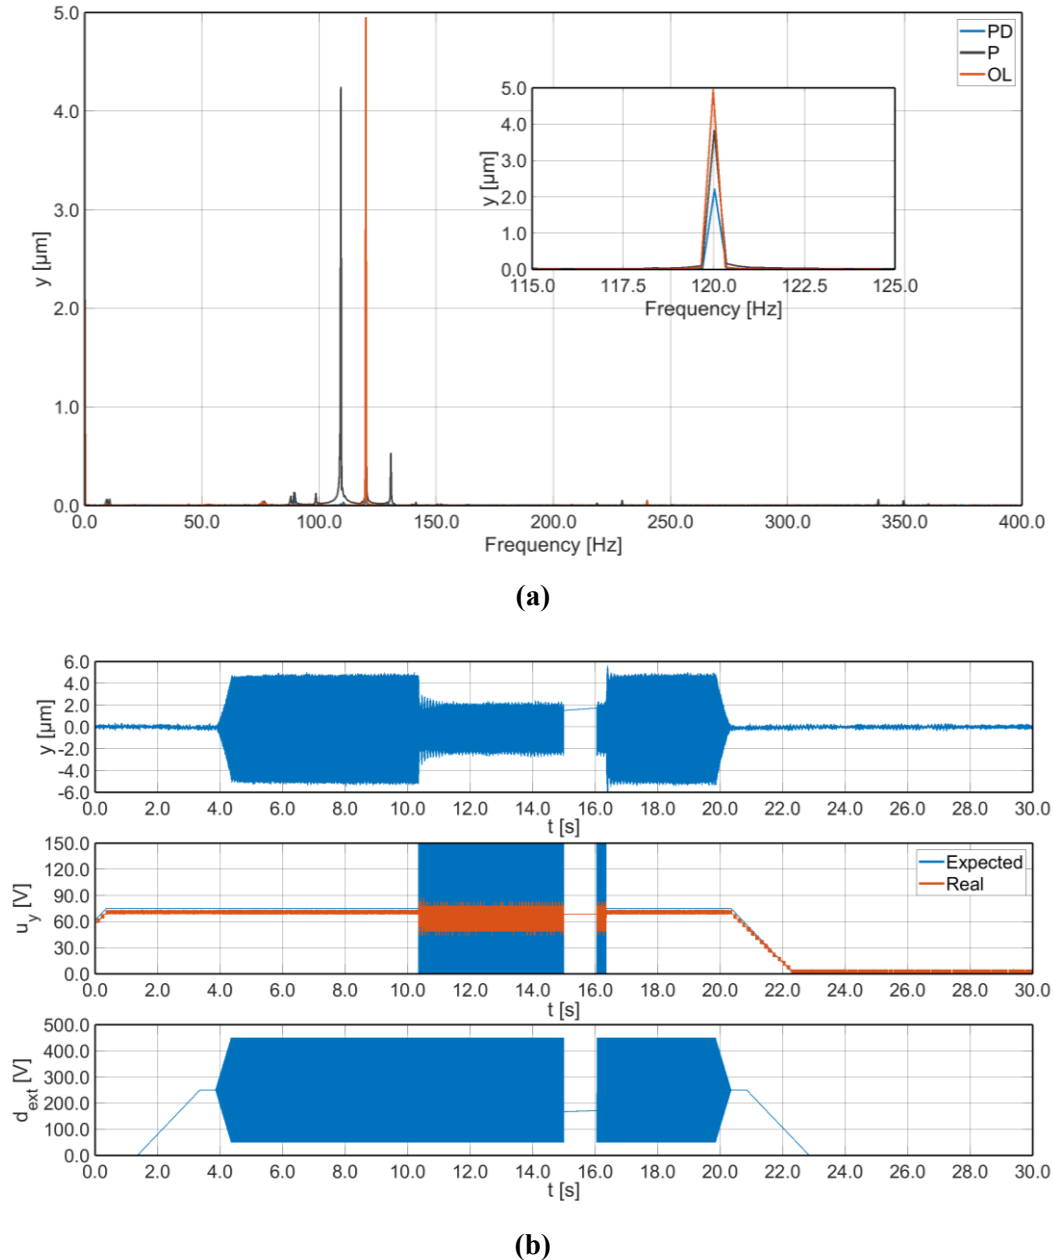 5.0
4.0
3.0
2.0
1.0
0.0
y [µm]
0.0 50.0 100.0 150.0 200.0 250.0 300.0 350.0 400.0
Frequency [Hz]
PD
P
OL
5.0
4.0
3.0
2.0
1.0
0.0
y [µm]
115.0 117.5 120.0 122.5 125.0
Frequency [Hz]
(a)
6.0
4.0
2.0
0.0
-2.0
-4.0
-6.0
y [µm]
0.0 2.0 4.0 6.0 8.0 10.0 12.0 14.0 16.0 18.0 20.0 22.0 24.0 26.0 28.0 30.0
t [s]
150.0
120.0
90.0
60.0
30.0
0.0
u_y [V]
Expected
Real
0.0 2.0 4.0 6.0 8.0 10.0 12.0 14.0 16.0 18.0 20.0 22.0 24.0 26.0 28.0 30.0
t [s]
500.0
400.0
300.0
200.0
100.0
0.0
d_ext [V]
0.0 2.0 4.0 6.0 8.0 10.0 12.0 14.0 16.0 18.0 20.0 22.0 24.0 26.0 28.0 30.0
t [s]
(b)